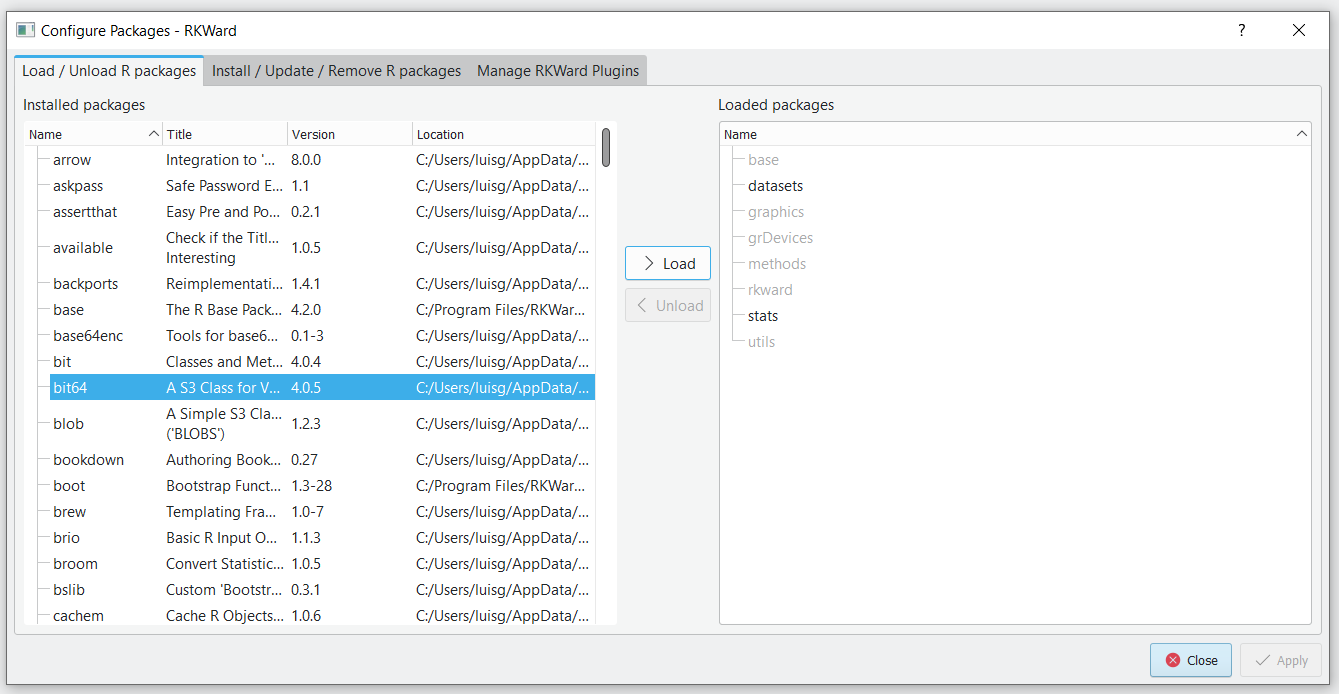 Configure Packages - RKWard
?
Load / Unload R packages Install / Update / Remove R packages Manage RKWard Plugins
Installed packages
Name Title Version Location
arrow Integration to '... 8.0.0 C:/Users/luisg/AppData/...
askpass Safe Password E... 1.1 C:/Users/luisg/AppData/...
assertthat Easy Pre and Po... 0.2.1 C:/Users/luisg/AppData/...
available Check if the Titl... 1.0.5 C:/Users/luisg/AppData/...
Interesting
backports Reimplementati... 1.4.1 C:/Users/luisg/AppData/...
base The R Base Pack... 4.2.0 C:/Program Files/RKWar...
base64enc Tools for base6... 0.1-3 C:/Users/luisg/AppData/...
bit Classes and Met... 4.0.4 C:/Users/luisg/AppData/...
bit64 A S3 Class for V... 4.0.5 C:/Users/luisg/AppData/...
blob A Simple S3 Cla... 1.2.3 C:/Users/luisg/AppData/...
('BLOBS')
bookdown Authoring Book... 0.27 C:/Users/luisg/AppData/...
boot Bootstrap Funct... 1.3-28 C:/Program Files/RKWar...
brew Templating Fra... 1.0-7 C:/Users/luisg/AppData/...
brio Basic R Input O... 1.1.3 C:/Users/luisg/AppData/...
broom Convert Statistic... 1.0.5 C:/Users/luisg/AppData/...
bslib Custom 'Bootstr... 0.3.1 C:/Users/luisg/AppData/...
cachem Cache R Objects... 1.0.6 C:/Users/luisg/AppData/...
Load
Unload
Loaded packages
Name
base
datasets
graphics
grDevices
methods
rkward
stats
utils
Close
Apply